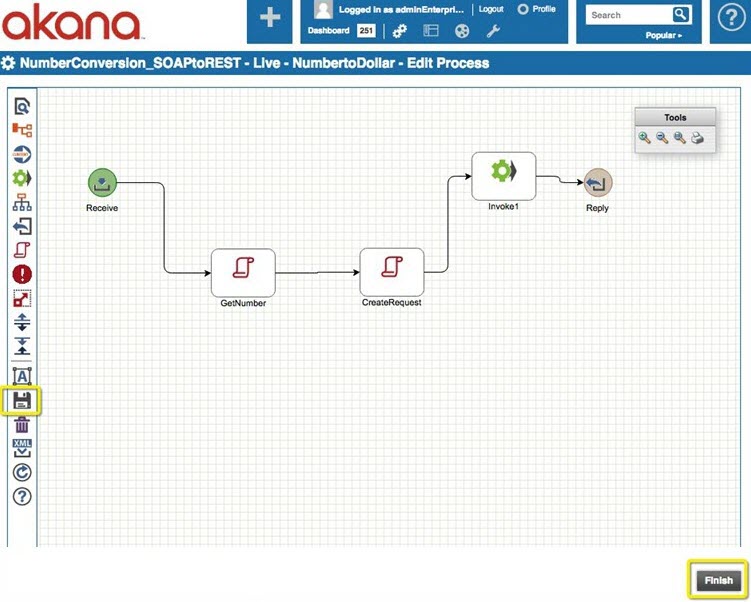 akana™
Logged in as adminEnterpri... Logout Profile
Dashboard 251
Search
Popular
?
NumberConversion_SOAPtoREST - Live - NumbertoDollar - Edit Process
Tools
Receive
Invoke1
Reply
GetNumber
CreateRequest
A
XML
?
Finish